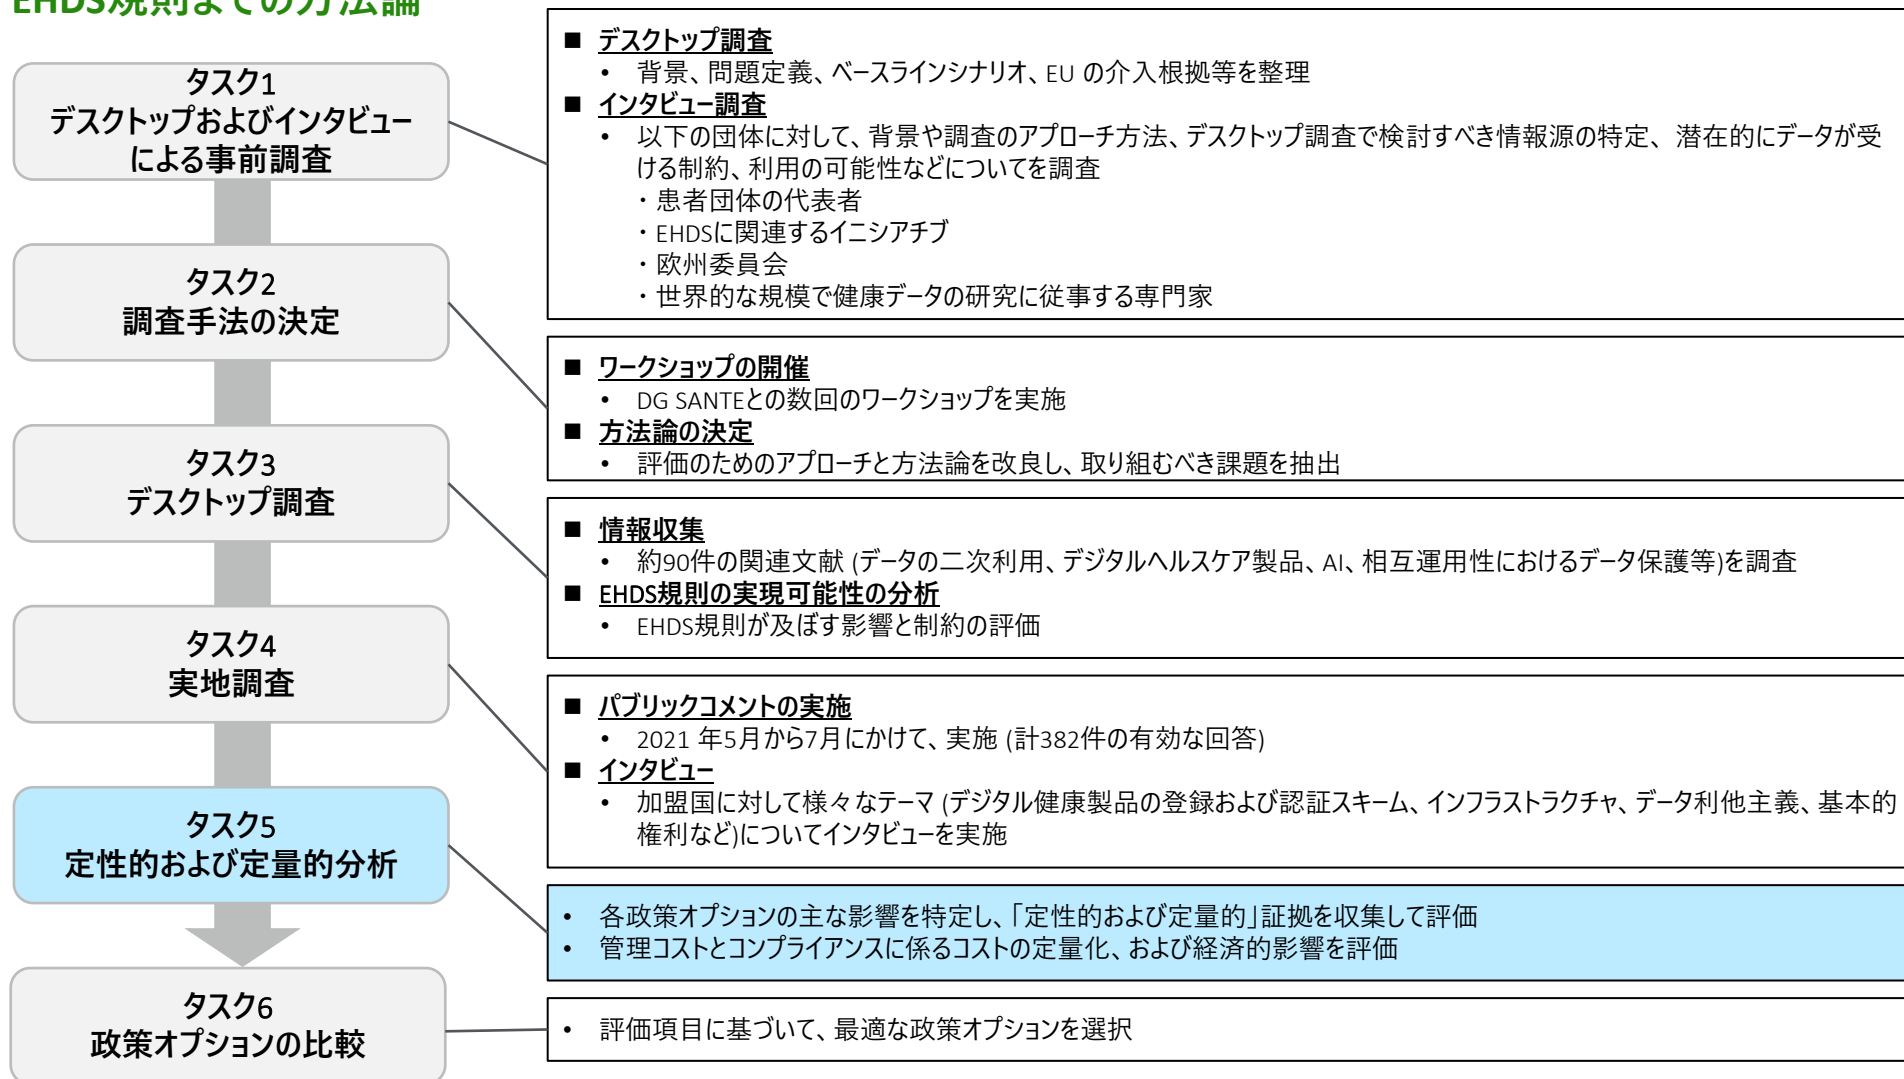 EHDS規則までの方法論
タスク1
デスクトップおよびインタビュー
による事前調査
■ デスクトップ調査
• 背景、問題定義、ベースラインシナリオ、EU の介入根拠等を整理
■ インタビュー調査
• 以下の団体に対して、背景や調査のアプローチ方法、デスクトップ調査で検討すべき情報源の特定、潜在的にデータが受
ける制約、利用の可能性などについてを調査
・患者団体の代表者
・EHDSに関連するイニシアチブ
・欧州委員会
・世界的な規模で健康データの研究に従事する専門家
タスク2
調査手法の決定
■ ワークショップの開催
• DG SANTEとの数回のワークショップを実施
■ 方法論の決定
• 評価のためのアプローチと方法論を改良し、取り組むべき課題を抽出
タスク3
デスクトップ調査
■ 情報収集
• 約90件の関連文献 (データの二次利用、デジタルヘルスケア製品、AI、相互運用性におけるデータ保護等)を調査
■ EHDS規則の実現可能性の分析
• EHDS規則が及ぼす影響と制約の評価
タスク4
実地調査
■ パブリックコメントの実施
• 2021 年5月から7月にかけて、実施 (計382件の有効な回答)
■ インタビュー
• 加盟国に対して様々なテーマ (デジタル健康製品の登録および認証スキーム、インフラストラクチャ、データ利他主義、基本的
権利など)についてインタビューを実施
タスク5
定性的および定量的分析
• 各政策オプションの主な影響を特定し、「定性的および定量的」証拠を収集して評価
• 管理コストとコンプライアンスに係るコストの定量化、および経済的影響を評価
タスク6
政策オプションの比較
• 評価項目に基づいて、最適な政策オプションを選択